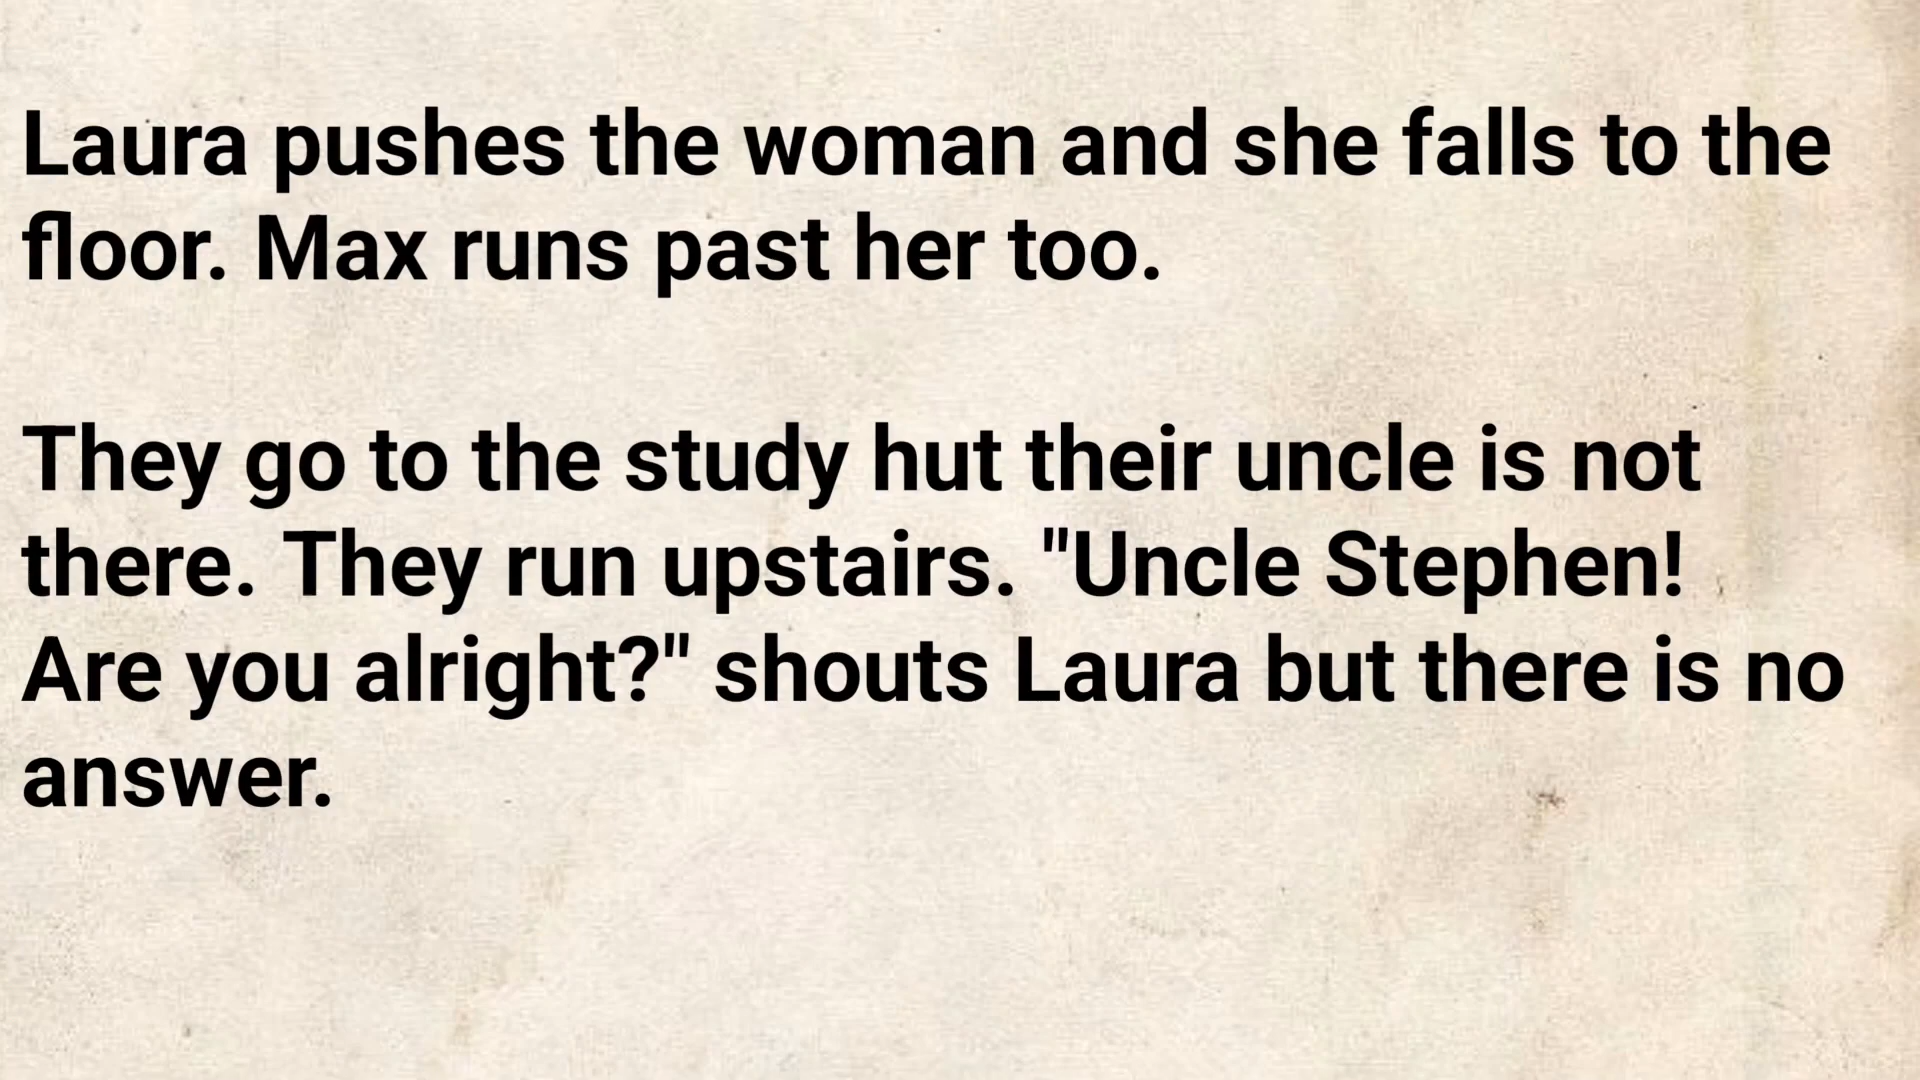 Laura pushes the woman and she falls to the
floor. Max runs past her too.
They go to the study hut their uncle is not
there. They run upstairs. "Uncle Stephen!
Are you alright?" shouts Laura but there is no
answer.